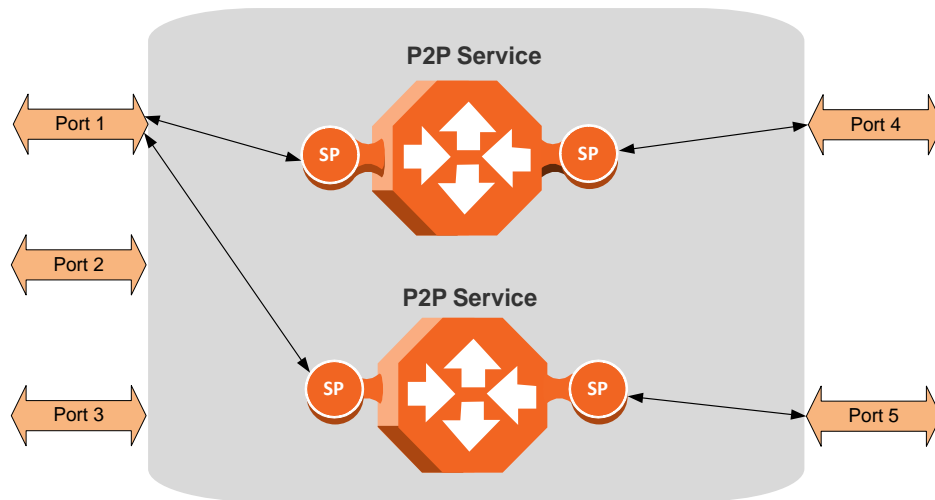 P2P Service
Port 1
SP
SP
Port 4
Port 2
P2P Service
SP
SP
Port 3
Port 5